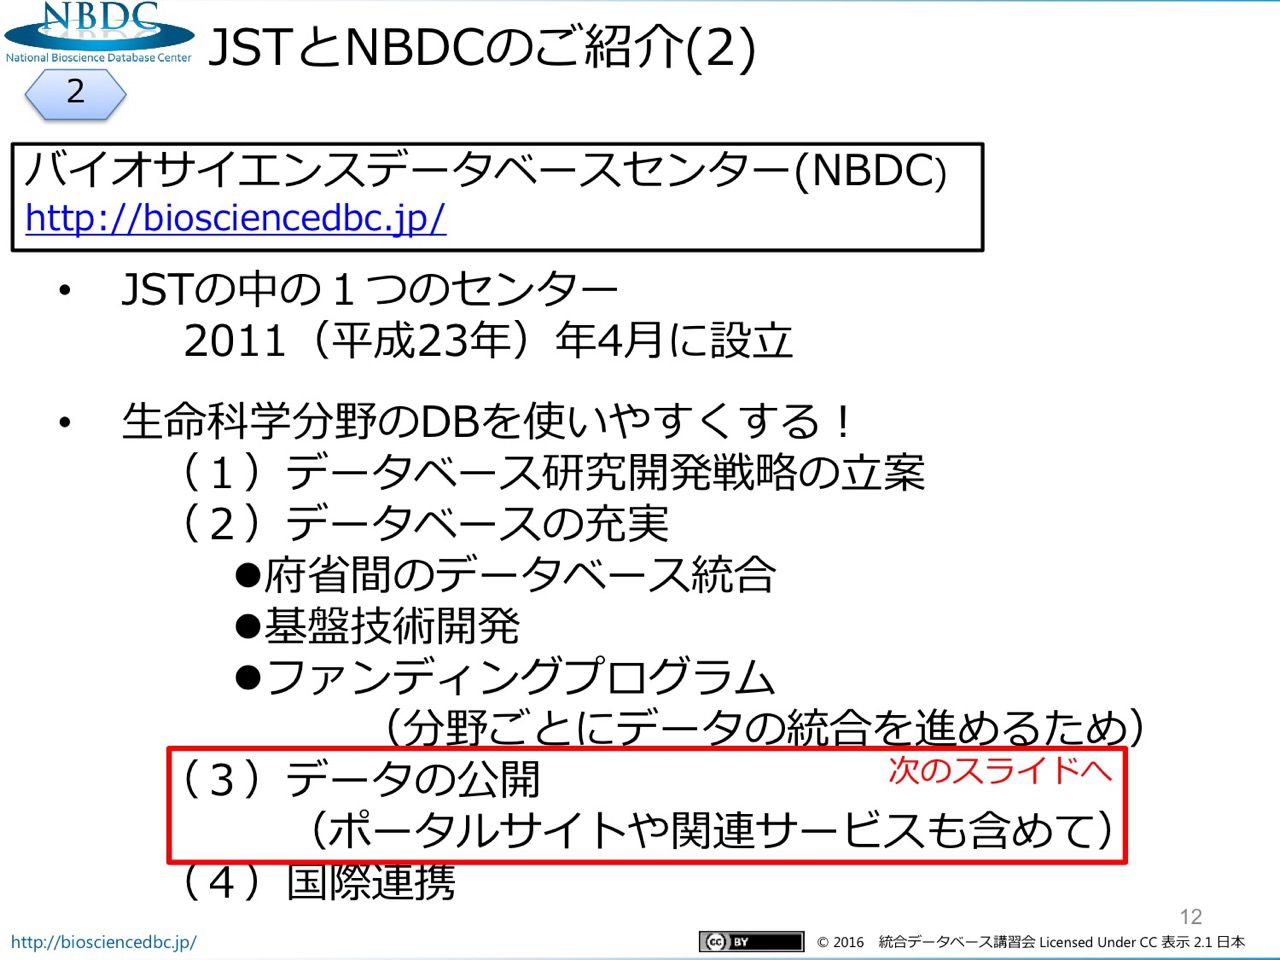 NBDC
National Bioscience Database Center
JSTとNBDCのご紹介(2)
2
バイオサイエンスデータベースセンター(NBDC)
http://biosciencedbc.jp/
• JSTの中の１つのセンター
2011（平成23年）年4月に設立
• 生命科学分野のDBを使いやすくする！
（１）データベース研究開発戦略の立案
（２）データベースの充実
●府省間のデータベース統合
●基盤技術開発
●ファンディングプログラム
（分野ごとにデータの統合を進めるため）
（３）データの公開
次のスライドへ
（ポータルサイトや関連サービスも含めて）
（４）国際連携
12
http://biosciencedbc.jp/
cc BY
© 2016 統合データベース講習会 Licensed Under CC 表示 2.1 日本